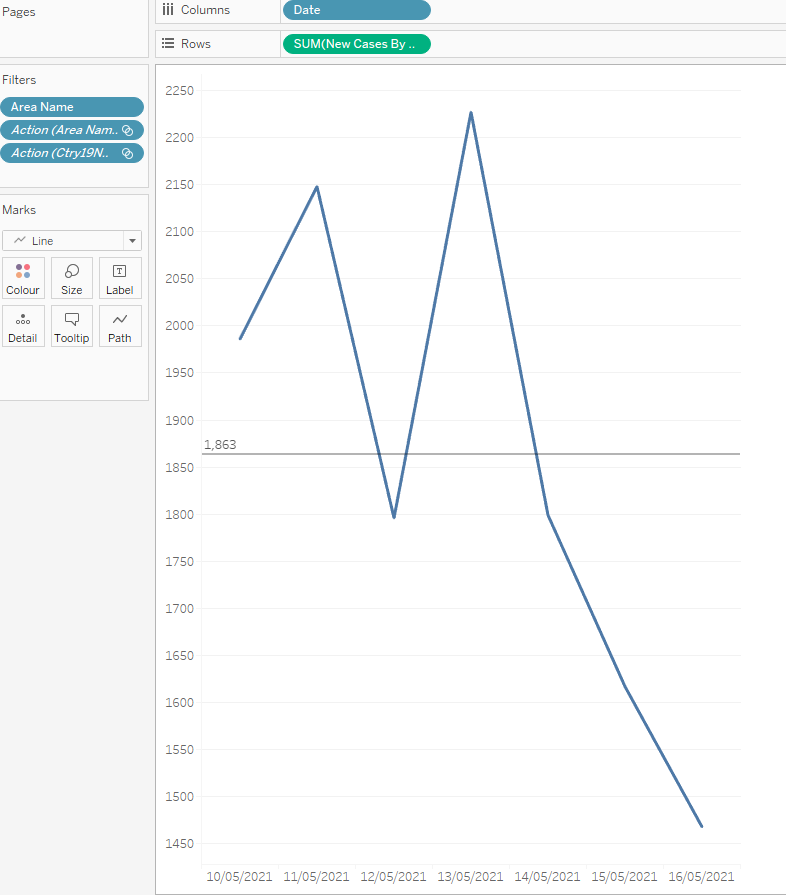 Pages
Columns
Date
Rows
SUM(New Cases By ..
Filters
Area Name
Action (Area Nam..
Action (Ctry19N..
Marks
Line
Colour
Size
T
Label
Detail
Tooltip
Path
2250
2200
2150
2100
2050
2000
1950
1900
1,863
1850
1800
1750
1700
1650
1600
1550
1500
1450
10/05/2021 11/05/2021 12/05/2021 13/05/2021 14/05/2021 15/05/2021 16/05/2021